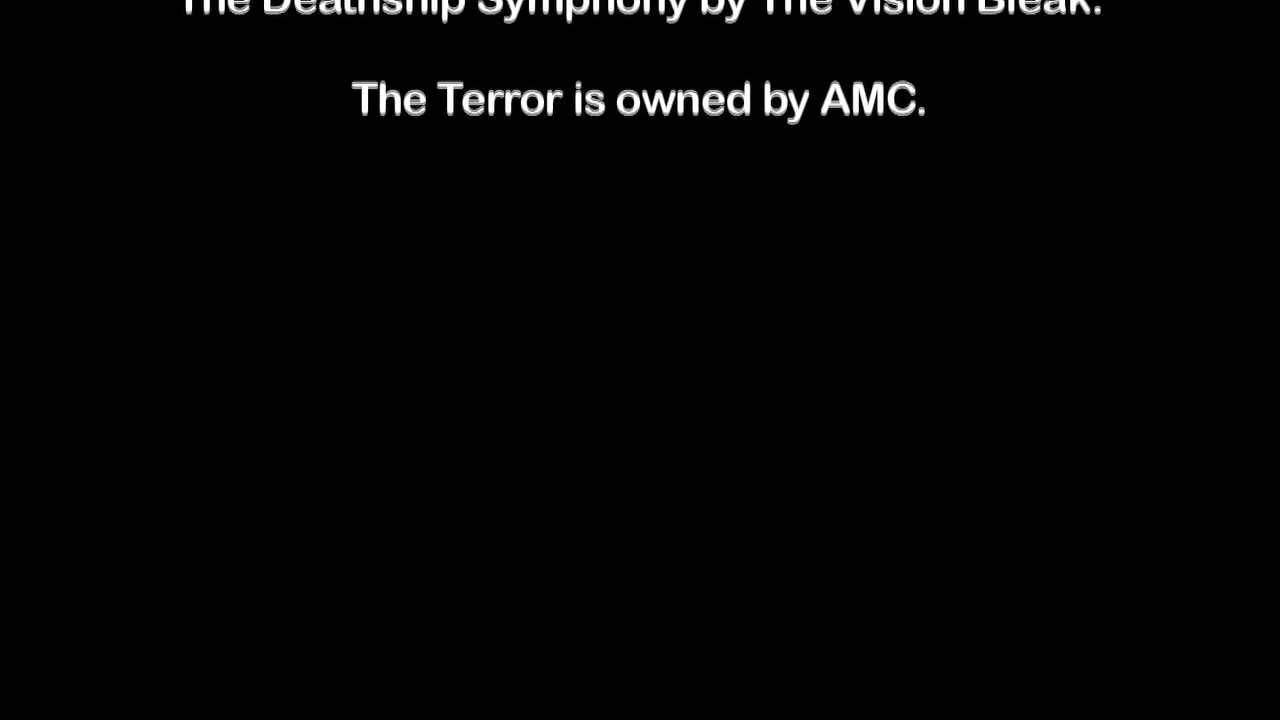 The Deathship Symphony by The Vision Bleak.
The Terror is owned by AMC.